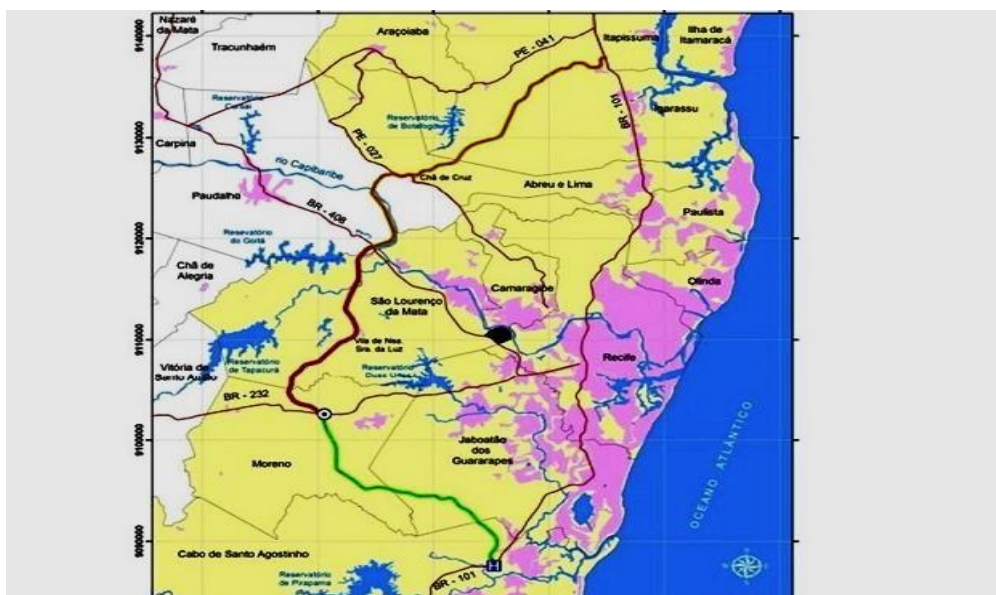 Nazaré
da Mata
Tracunhaém
Araçoiaba
PE - 041
Itapissuma
Ilha de
Itamaracá
9140000
Reservatório
Carpina
Reservatório
de Botafogo
BR - 101
Igarassu
9130000
PE - 027
rio Capibaribe
Chã de Cruz
Abreu e Lima
Paudalho
BR - 408
Paulista
9120000
Reservatório
do Goitá
Chã de
Alegria
Camaragibe
Olinda
São Lourenço
da Mata
9110000
Vila de Nsa.
Sra. da Luz
Recife
Vitória de
Santo Antão
Reservatório
de Tapacurá
Reservatório
Duas Unas
BR - 232
9100000
Moreno
Jaboatão
dos
Guararapes
OCEANO ATLÂNTICO
9090000
Cabo de Santo Agostinho
H
Reservatório
de Pirapama
BR - 101